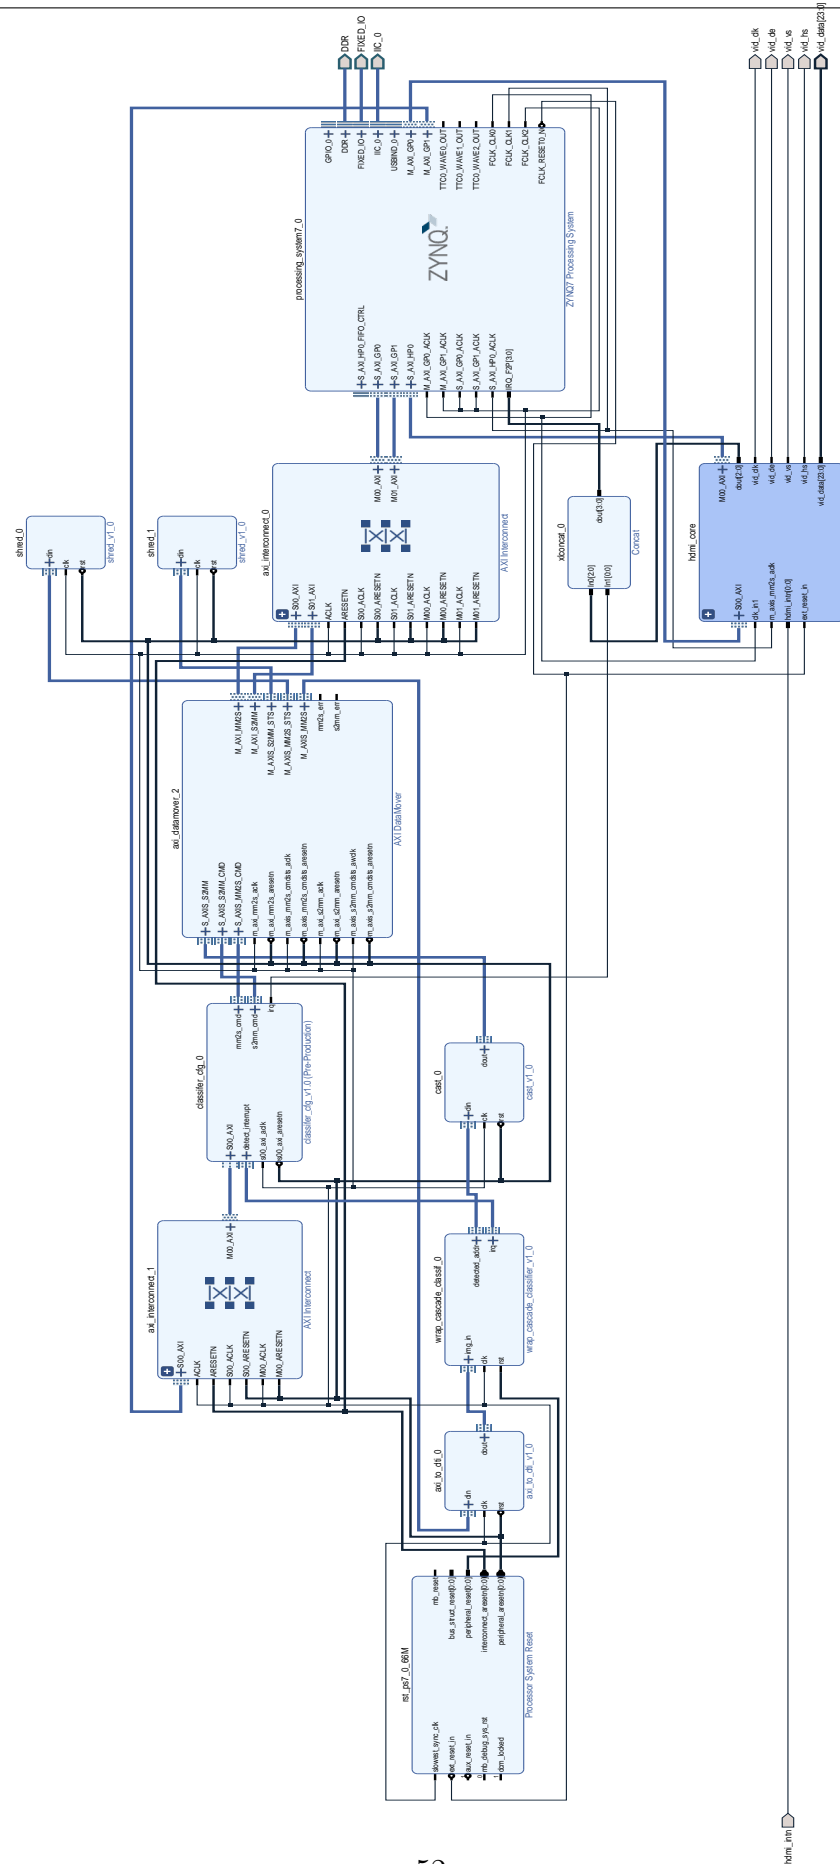 DDR
FIXED_IO
IIC_0
vid_clk
vid_de
vid_vs
vid_hs
vid_data[23:0]
processing_system7_0
GPIO_0
DDR
FIXED_IO
IIC_0
USBIND_0
M_AXI_GP0
M_AXI_GP1
TTC0_WAVE0_OUT
TTC0_WAVE1_OUT
TTC0_WAVE2_OUT
FCLK_CLK0
FCLK_CLK1
FCLK_CLK2
FCLK_RESET0_N
ZYNQ
S_AXI_HP0_FIFO_CTRL
S_AXI_GP0
S_AXI_GP1
S_AXI_HP0
M_AXI_GP0_ACLK
M_AXI_GP1_ACLK
S_AXI_GP0_ACLK
S_AXI_GP1_ACLK
S_AXI_HP0_ACLK
IRQ_F2P[3:0]
ZYNQ7 Processing System
shred_0
din
clk
rst
shred_v1_0
shred_1
din
clk
rst
shred_v1_0
axi_interconnect_0
M00_AXI
M01_AXI
S00_AXI
S01_AXI
ACLK
ARESETN
S00_ACLK
S00_ARESETN
S01_ACLK
S01_ARESETN
M00_ACLK
M00_ARESETN
M01_ACLK
M01_ARESETN
AXI Interconnect
xlconcat_0
dout[3:0]
In0[2:0]
In1[0:0]
Concat
hdmi_core
M00_AXI
dout[2:0]
vid_clk
vid_de
vid_vs
vid_hs
vid_data[23:0]
S00_AXI
clk_in1
m_axis_mm2s_aclk
hdmi_intn[0:0]
ext_reset_in
axi_datamover_2
M_AXI_MM2S
M_AXI_S2MM
M_AXIS_S2MM_STS
M_AXIS_MM2S_STS
M_AXIS_MM2S
mm2s_err
s2mm_err
S_AXIS_S2MM
S_AXIS_S2MM_CMD
S_AXIS_MM2S_CMD
m_axi_mm2s_aclk
m_axi_mm2s_aresetn
m_axis_mm2s_cmdsts_aclk
m_axis_mm2s_cmdsts_aresetn
m_axi_s2mm_aclk
m_axi_s2mm_aresetn
m_axis_s2mm_cmdsts_awclk
m_axis_s2mm_cmdsts_aresetn
AXI DataMover
classifer_cfg_0
mm2s_cmd
s2mm_cmd
irq
S00_AXI
detect_interrupt
s00_axi_aclk
s00_axi_aresetn
classifer_cfg_v1.0 (Pre-Production)
cast_0
dout
din
clk
rst
cast_v1_0
axi_interconnect_1
M00_AXI
S00_AXI
ACLK
ARESETN
S00_ACLK
S00_ARESETN
M00_ACLK
M00_ARESETN
AXI Interconnect
wrap_cascade_classif_0
detected_addr
irq
img_in
clk
rst
wrap_cascade_classifier_v1_0
axi_to_dti_0
dout
din
clk
rst
axi_to_dti_v1_0
rst_ps7_0_66M
mb_reset
bus_struct_reset[0:0]
peripheral_reset[0:0]
interconnect_aresetn[0:0]
peripheral_aresetn[0:0]
slowest_sync_clk
ext_reset_in
aux_reset_in
mb_debug_sys_rst
dcm_locked
Processor System Reset
hdmi_intn